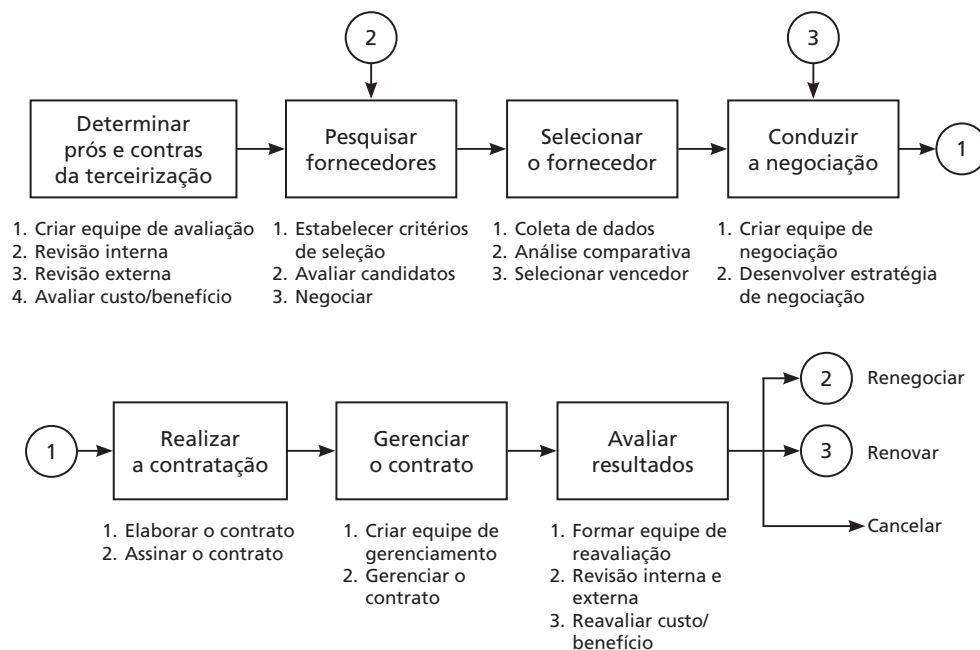 2
3
Determinar
prós e contras
da terceirização
Pesquisar
fornecedores
Selecionar
o fornecedor
Conduzir
a negociação
1
1. Criar equipe de avaliação
2. Revisão interna
3. Revisão externa
4. Avaliar custo/benefício
1. Estabelecer critérios
de seleção
2. Avaliar candidatos
3. Negociar
1. Coleta de dados
2. Análise comparativa
3. Selecionar vencedor
1. Criar equipe de
negociação
2. Desenvolver estratégia
de negociação
1
Realizar
a contratação
Gerenciar
o contrato
Avaliar
resultados
2 Renegociar
3 Renovar
Cancelar
1. Elaborar o contrato
2. Assinar o contrato
1. Criar equipe de
gerenciamento
2. Gerenciar o
contrato
1. Formar equipe de
reavaliação
2. Revisão interna e
externa
3. Reavaliar custo/
benefício